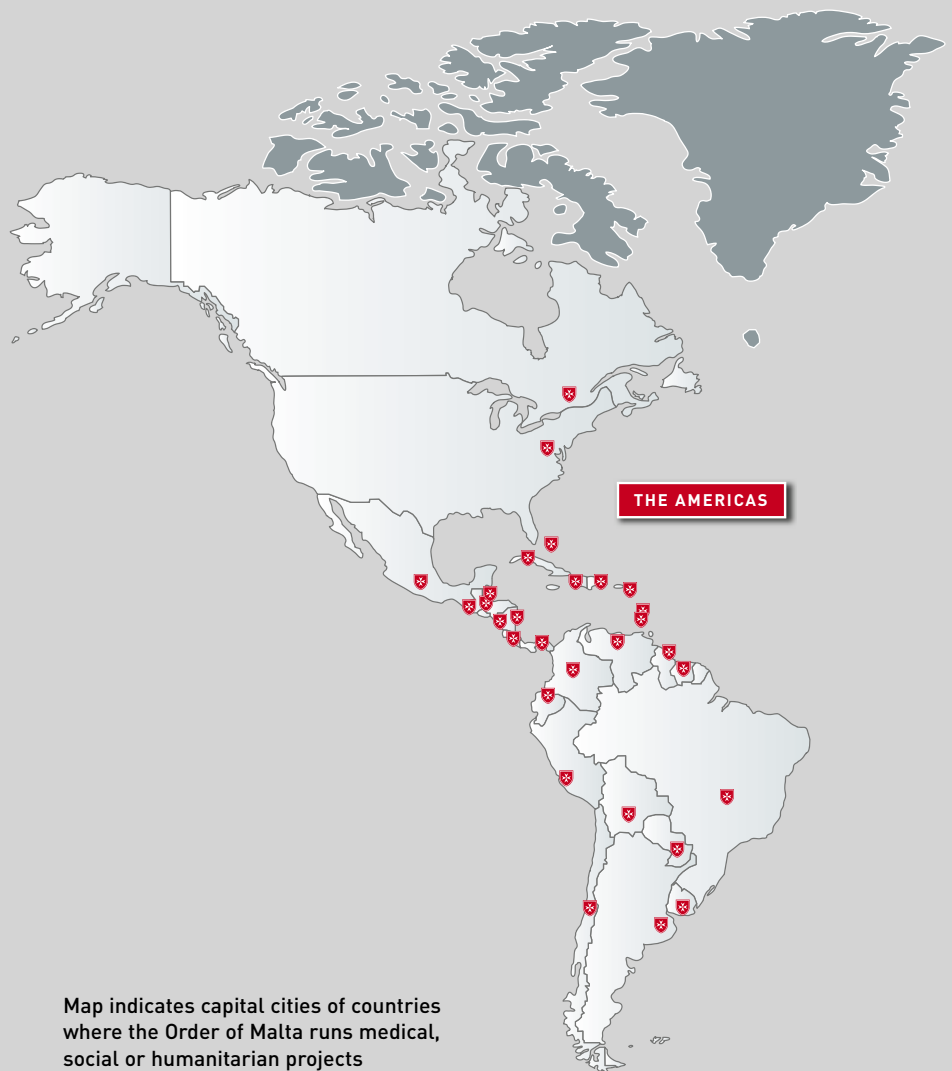 THE AMERICAS
Map indicates capital cities of countries
where the Order of Malta runs medical,
social or humanitarian projects